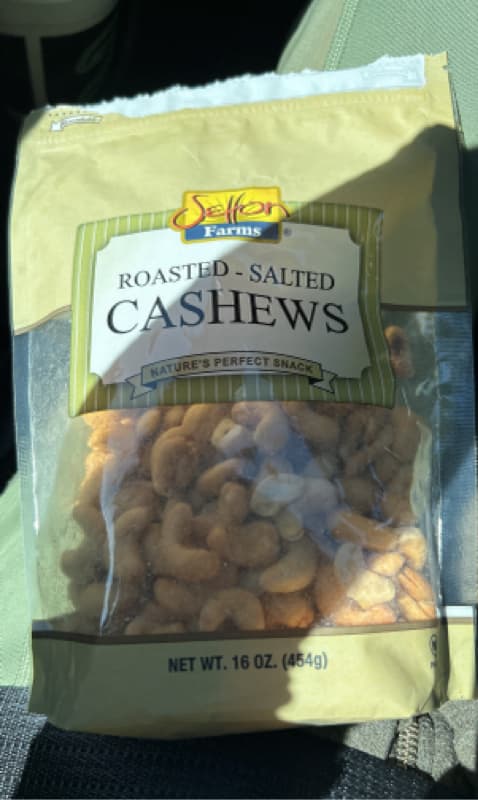 Setton
Farms®
ROASTED - SALTED
CASHEWS
NATURE'S PERFECT SNACK
NET WT. 16 OZ. (454g)